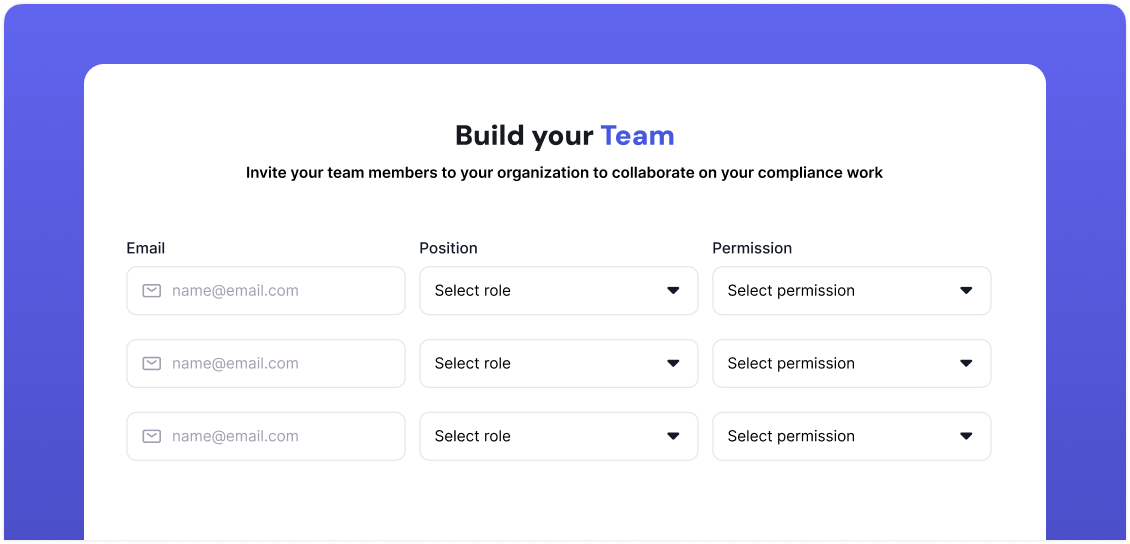 Build your Team
Invite your team members to your organization to collaborate on your compliance work
Email Position Permission
name@email.com Select role Select permission
name@email.com Select role Select permission
name@email.com Select role Select permission